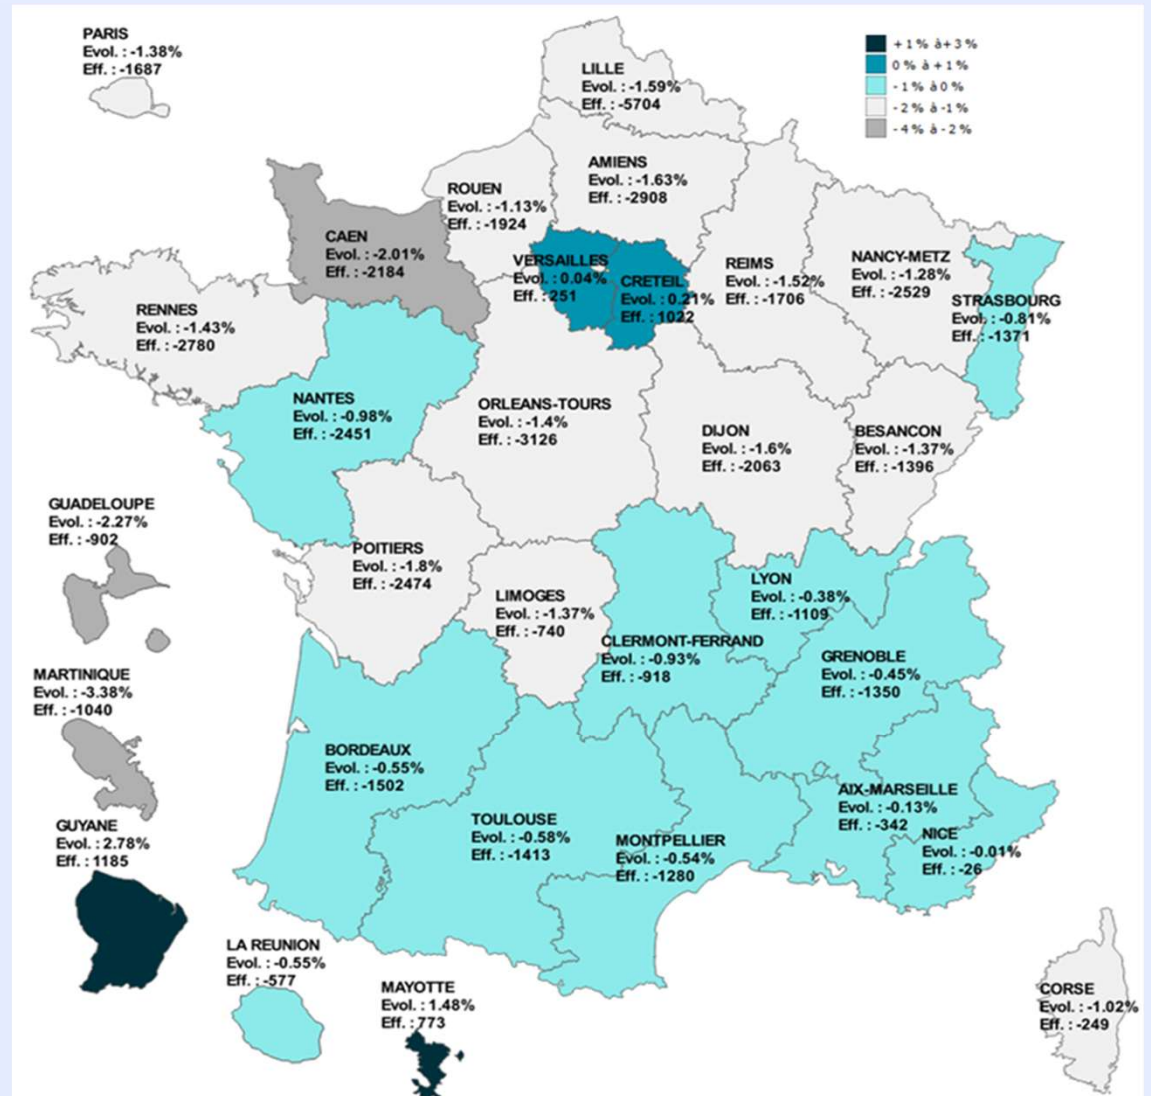 PARIS
Evol. : -1.38%
Eff. : -1687
+1% à+3%
0% à+1%
-1% à0%
-2% à-1%
-4% à-2%
LILLE
Evol. : -1.59%
Eff. : -5704
AMIENS
Evol. : -1.63%
Eff. : -2908
ROUEN
Evol. : -1.13%
Eff. : -1924
CAEN
Evol. : -2.01%
Eff. : -2184
VERSAILLES
Evol. : 0.04%
Eff. : 251
CRETEIL
Evol. : 0.21%
Eff. : 1022
REIMS
Evol. : -1.52%
Eff. : -1706
NANCY-METZ
Evol. : -1.28%
Eff. : -2529
STRASBOURG
Evol. : -0.81%
Eff. : -1371
RENNES
Evol. : -1.43%
Eff. : -2780
NANTES
Evol. : -0.98%
Eff. : -2451
ORLEANS-TOURS
Evol. : -1.4%
Eff. : -3126
DIJON
Evol. : -1.6%
Eff. : -2063
BESANCON
Evol. : -1.37%
Eff. : -1396
GUADELOUPE
Evol. : -2.27%
Eff. : -902
POITIERS
Evol. : -1.8%
Eff. : -2474
LIMOGES
Evol. : -1.37%
Eff. : -740
LYON
Evol. : -0.38%
Eff. : -1109
CLERMONT-FERRAND
Evol. : -0.93%
Eff. : -918
GRENOBLE
Evol. : -0.45%
Eff. : -1350
MARTINIQUE
Evol. : -3.38%
Eff. : -1040
BORDEAUX
Evol. : -0.55%
Eff. : -1502
TOULOUSE
Evol. : -0.58%
Eff. : -1413
MONTPELLIER
Evol. : -0.54%
Eff. : -1280
AIX-MARSEILLE
Evol. : -0.13%
Eff. : -342
NICE
Evol. : -0.01%
Eff. : -26
GUYANE
Evol. : 2.78%
Eff. : 1185
LA REUNION
Evol. : -0.55%
Eff. : -577
MAYOTTE
Evol. : 1.48%
Eff. : 773
CORSE
Evol. : -1.02%
Eff. : -249